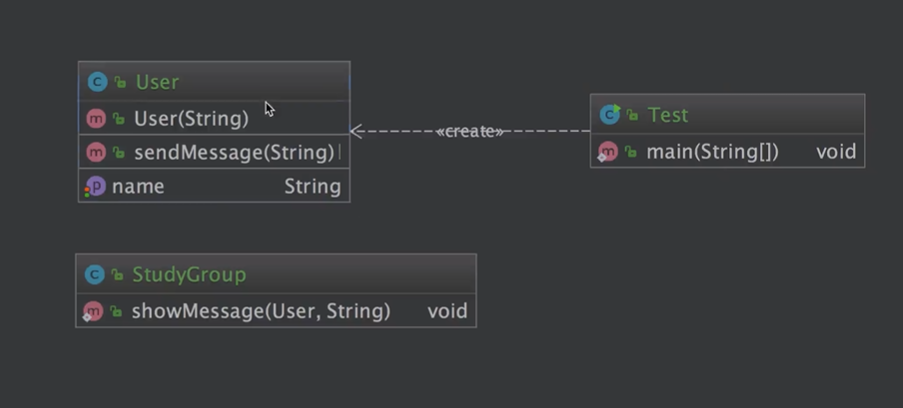 User
User(String)
sendMessage(String)
name String
«create»
Test
main(String[]) void
StudyGroup
showMessage(User, String) void